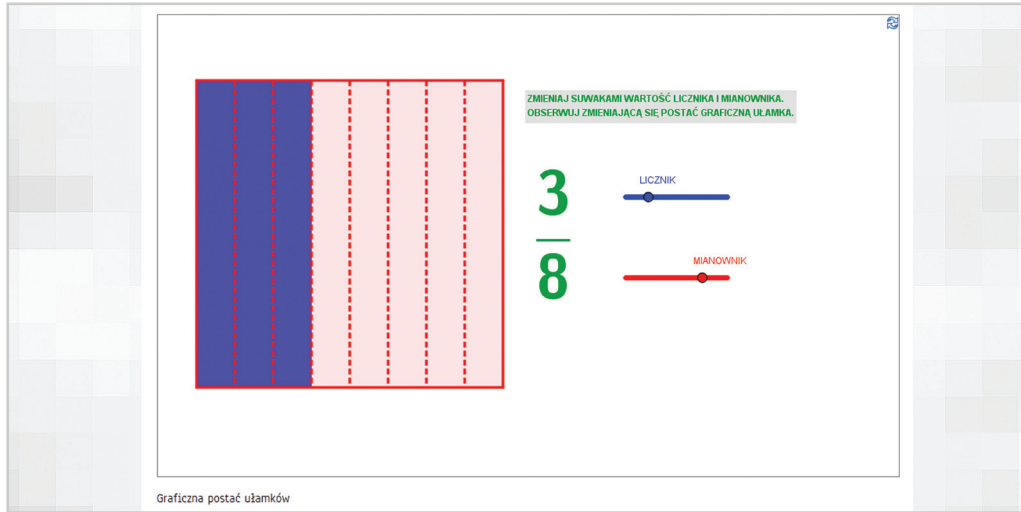 ZMIENIAJ SUWAKAMI WARTOŚĆ LICZNIKA I MIANOWNIKA.
OBSERWUJ ZMIENIAJĄCĄ SIĘ POSTAĆ GRAFICZNĄ UŁAMKA.
3
8
LICZNIK
MIANOWNIK
Graficzna postać ułamków